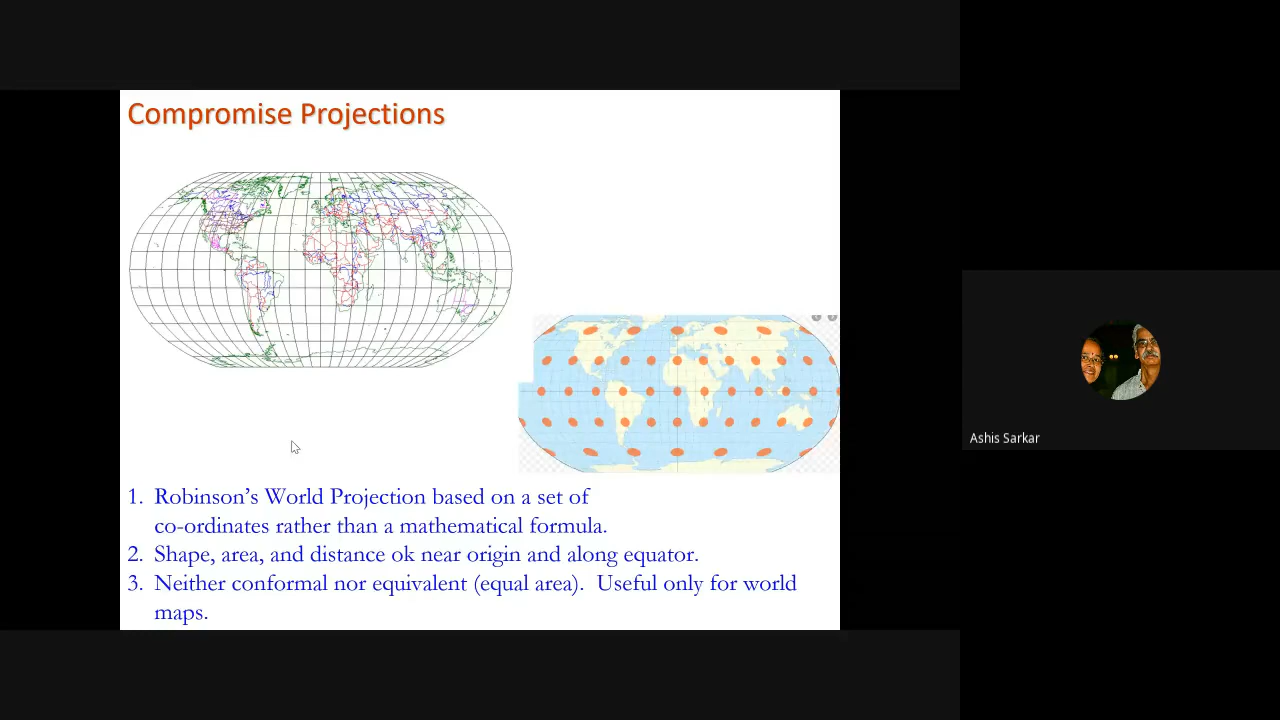 Compromise Projections
1. Robinson's World Projection based on a set of
co-ordinates rather than a mathematical formula.
2. Shape, area, and distance ok near origin and along equator.
3. Neither conformal nor equivalent (equal area).  Useful only for world
maps.
Ashis Sarkar